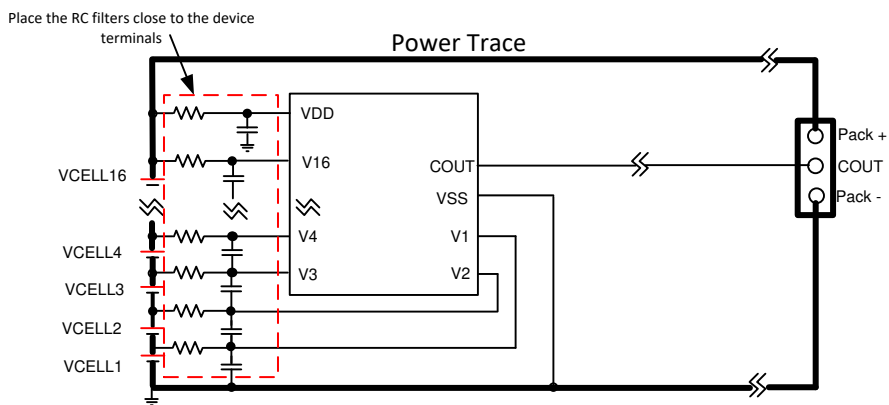 Place the RC filters close to the device
terminals
Power Trace
VDD
V16
V4
V3
COUT
VSS
V1
V2
VCELL16
VCELL4
VCELL3
VCELL2
VCELL1
Pack +
COUT
Pack -